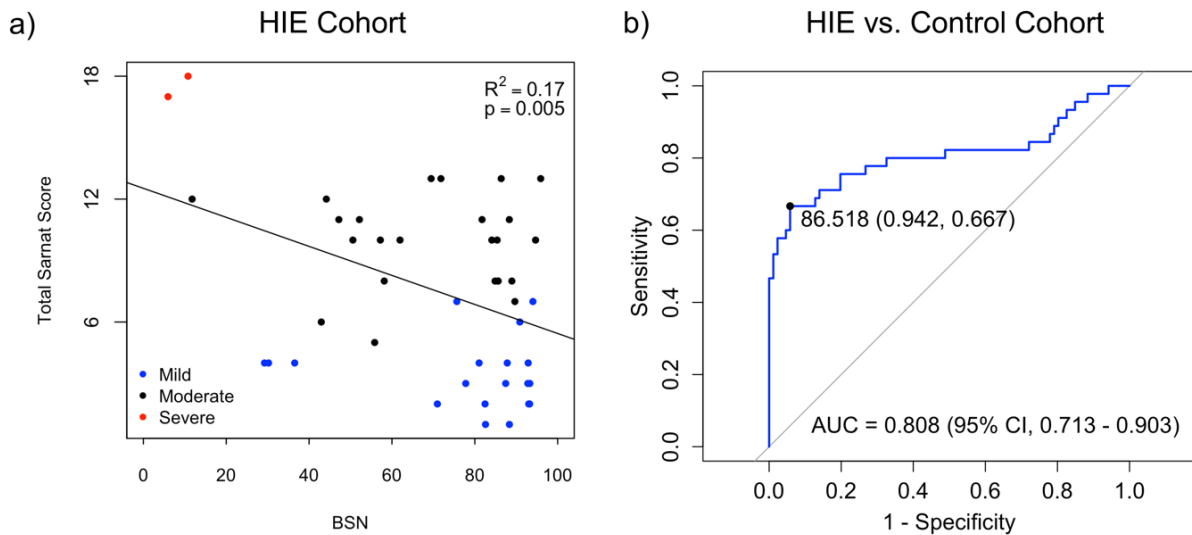 a)
HIE Cohort
R² = 0.17
p = 0.005
Total Sarnat Score
18
12
6
Mild
Moderate
Severe
0 20 40 60 80 100
BSN
b)
HIE vs. Control Cohort
Sensitivity
1.0
0.8
0.6
0.4
0.2
0.0
86.518 (0.942, 0.667)
AUC = 0.808 (95% CI, 0.713 - 0.903)
0.0 0.2 0.4 0.6 0.8 1.0
1 - Specificity